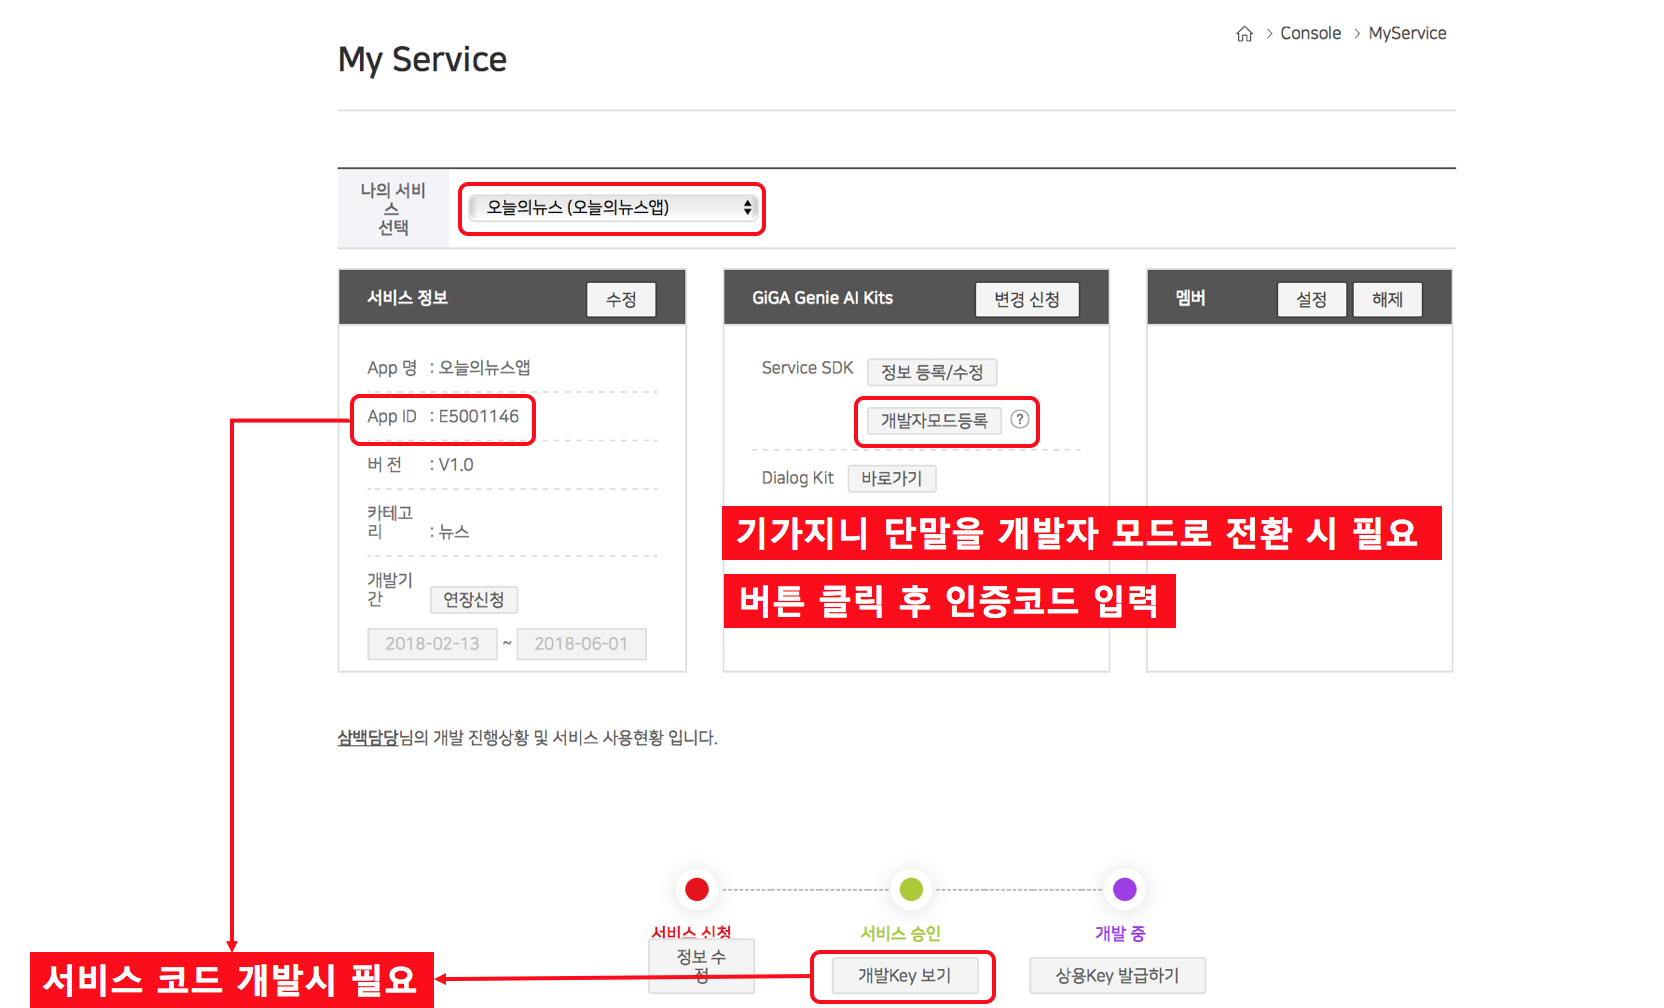 > Console > MyService
My Service
나의 서비
스
선택
오늘의뉴스 (오늘의뉴스앱)
서비스 정보
수정
App 명 : 오늘의뉴스앱
App ID : E5001146
버 전 : V1.0
카테고
리 : 뉴스
개발기
간 연장신청
2018-02-13 ~ 2018-06-01
GiGA Genie AI Kits
변경 신청
Service SDK 정보 등록/수정
개발자모드등록 ?
Dialog Kit 바로가기
기가지니 단말을 개발자 모드로 전환 시 필요
버튼 클릭 후 인증코드 입력
멤버
설정 해제
삼백담당님의 개발 진행상황 및 서비스 사용현황 입니다.
서비스 신청
정보 수
정
서비스 승인
개발Key 보기
개발 중
상용Key 발급하기
서비스 코드 개발시 필요